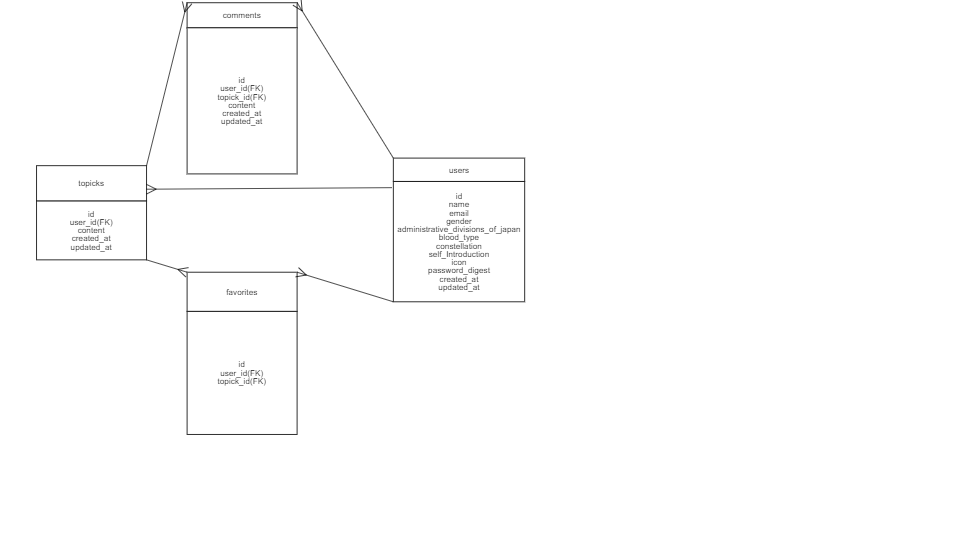 comments
id
user_id(FK)
topick_id(FK)
content
created_at
updated_at
topicks
id
user_id(FK)
content
created_at
updated_at
users
id
name
email
gender
administrative_divisions_of_japan
blood_type
constellation
self_Introduction
icon
password_digest
created_at
updated_at
favorites
id
user_id(FK)
topick_id(FK)